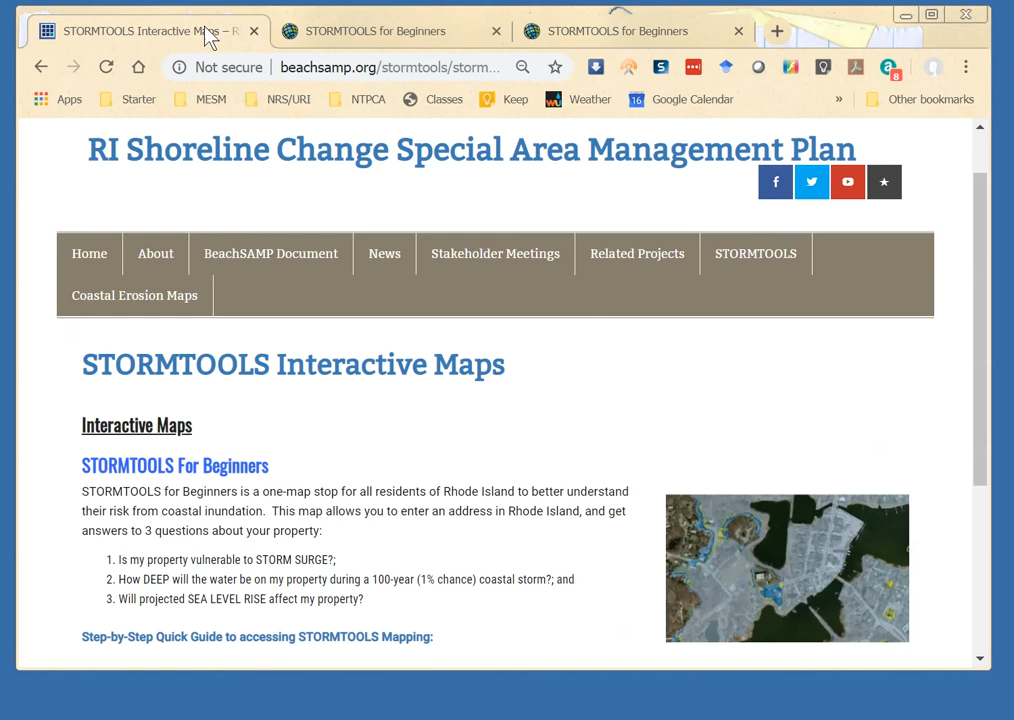 STORMTOOLS Interactive Maps – R
STORMTOOLS for Beginners
STORMTOOLS for Beginners
Not secure
beachsamp.org/stormtools/storm...
8
Apps
Starter
MESM
NRS/URI
NTPCA
Classes
Keep
Weather
16
Google Calendar
»
Other bookmarks
RI Shoreline Change Special Area Management Plan
Home
About
BeachSAMP Document
News
Stakeholder Meetings
Related Projects
STORMTOOLS
Coastal Erosion Maps
STORMTOOLS Interactive Maps
Interactive Maps
STORMTOOLS For Beginners
STORMTOOLS for Beginners is a one-map stop for all residents of Rhode Island to better understand
their risk from coastal inundation.  This map allows you to enter an address in Rhode Island, and get
answers to 3 questions about your property:
1. Is my property vulnerable to STORM SURGE?;
2. How DEEP will the water be on my property during a 100-year (1% chance) coastal storm?; and
3. Will projected SEA LEVEL RISE affect my property?
Step-by-Step Quick Guide to accessing STORMTOOLS Mapping: